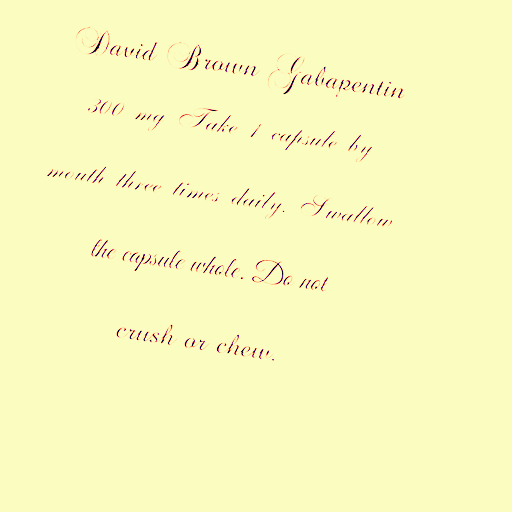 David Brown Gabapentin
300 mg Take 1 capsule by
mouth three times daily. Swallow
the capsule whole. Do not
crush or chew.